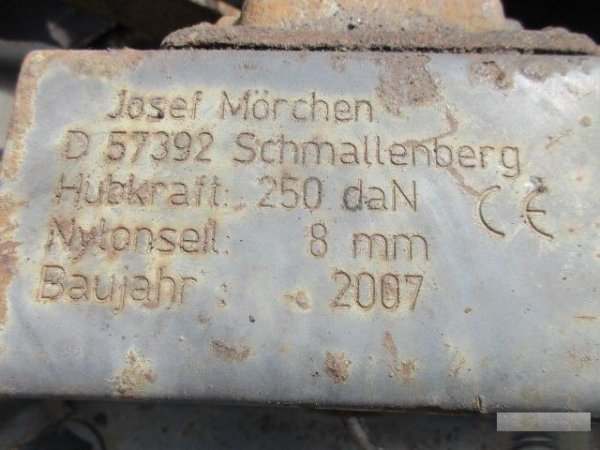 Josef Mörchen
D 57392 Schmallenberg
Hubkraft: 250 daN CE
Nylonseil: 8 mm
Baujahr : 2007